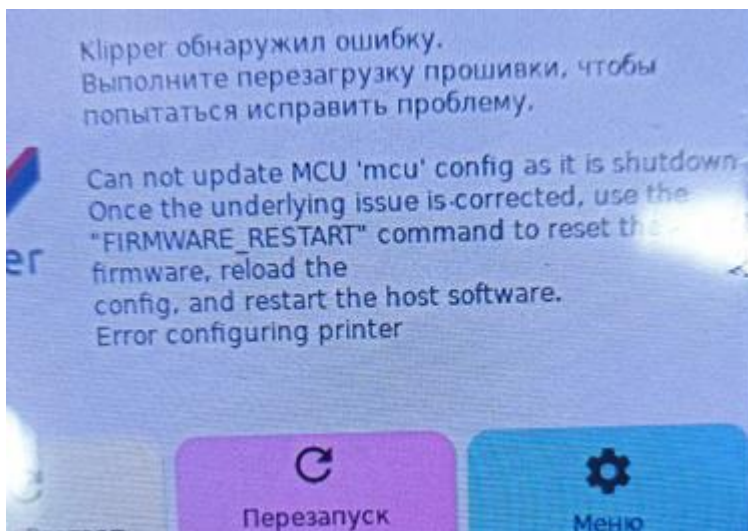 Klipper обнаружил ошибку.
Выполните перезагрузку прошивки, чтобы
попытаться исправить проблему.
Can not update MCU 'mcu' config as it is shutdown
Once the underlying issue is corrected, use the
"FIRMWARE_RESTART" command to reset the
firmware, reload the
config, and restart the host software.
Error configuring printer
er
Перезапуск
Меню